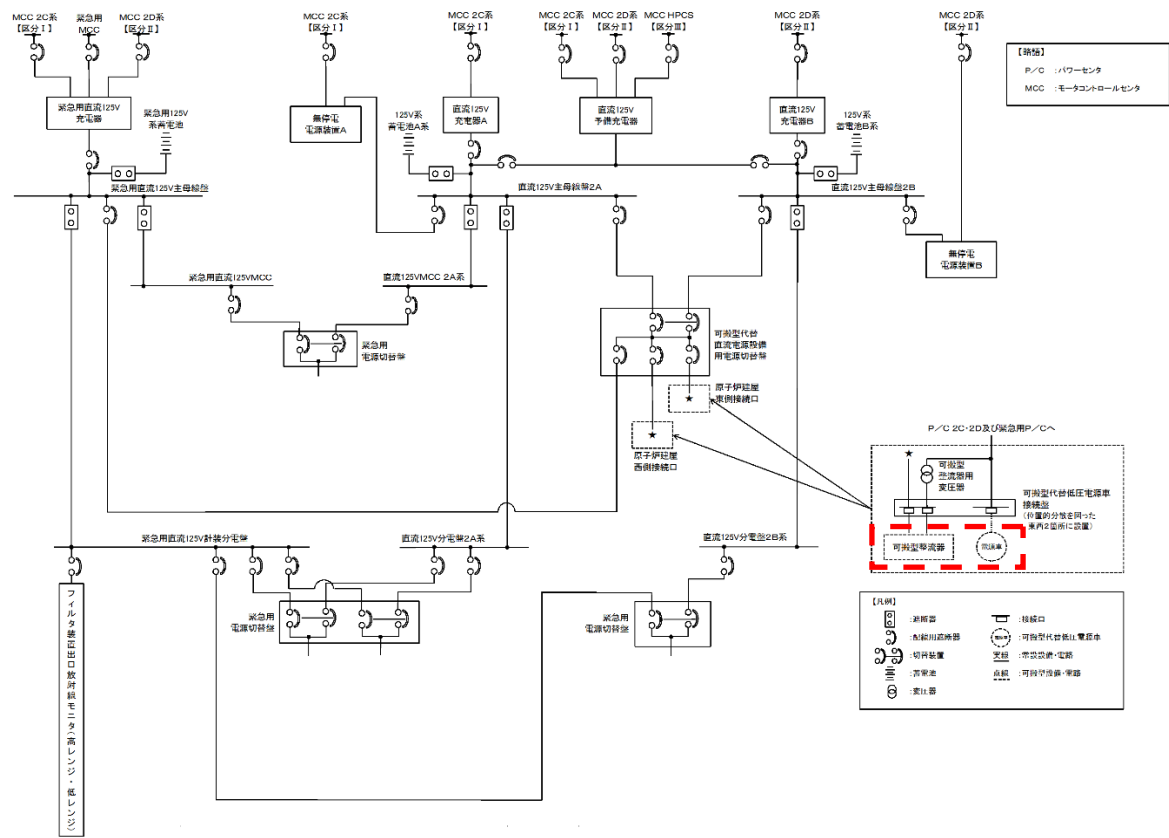 MCC 2C系
【区分Ⅰ】
緊急用
MCC
MCC 2D系
【区分Ⅱ】
MCC 2C系
【区分Ⅰ】
MCC 2C系
【区分Ⅰ】
MCC 2C系
【区分Ⅰ】
MCC 2D系
【区分Ⅱ】
MCC HPCS
【区分Ⅲ】
MCC 2D系
【区分Ⅱ】
MCC 2D系
【区分Ⅱ】
【略語】
P/C :パワーセンタ
MCC :モータコントロールセンタ
緊急用直流125V
充電器
緊急用125V
系蓄電池
無停電
電源装置A
125V系
蓄電池A系
直流125V
充電器A
直流125V
予備充電器
直流125V
充電器B
125V系
蓄電池B系
緊急用直流125V主母線盤
直流125V主母線盤2A
直流125V主母線盤2B
無停電
電源装置B
緊急用直流125VMCC
直流125VMCC 2A系
緊急用
電源切替盤
可搬型代替
直流電源設備
用電源切替盤
★
原子炉建屋
東側接続口
★
原子炉建屋
西側接続口
P/C 2C・2D及び緊急用P/Cへ
★
可搬型
整流器用
変圧器
可搬型代替低圧電源車
接続盤
(位置的分散を図った
東西2箇所に設置)
可搬型整流器
電源車
緊急用直流125V計装分電盤
直流125V分電盤2A系
直流125V分電盤2B系
緊急用
電源切替盤
緊急用
電源切替盤
フィルタ装置出口放射線モニタ(高レンジ・低レンジ)
【凡例】
:遮断器
:配線用遮断器
:切替装置
:蓄電池
:変圧器
:接続口
電源車
:可搬型代替低圧電源車
実線
:常設設備・電路
点線
:可搬型設備・電路